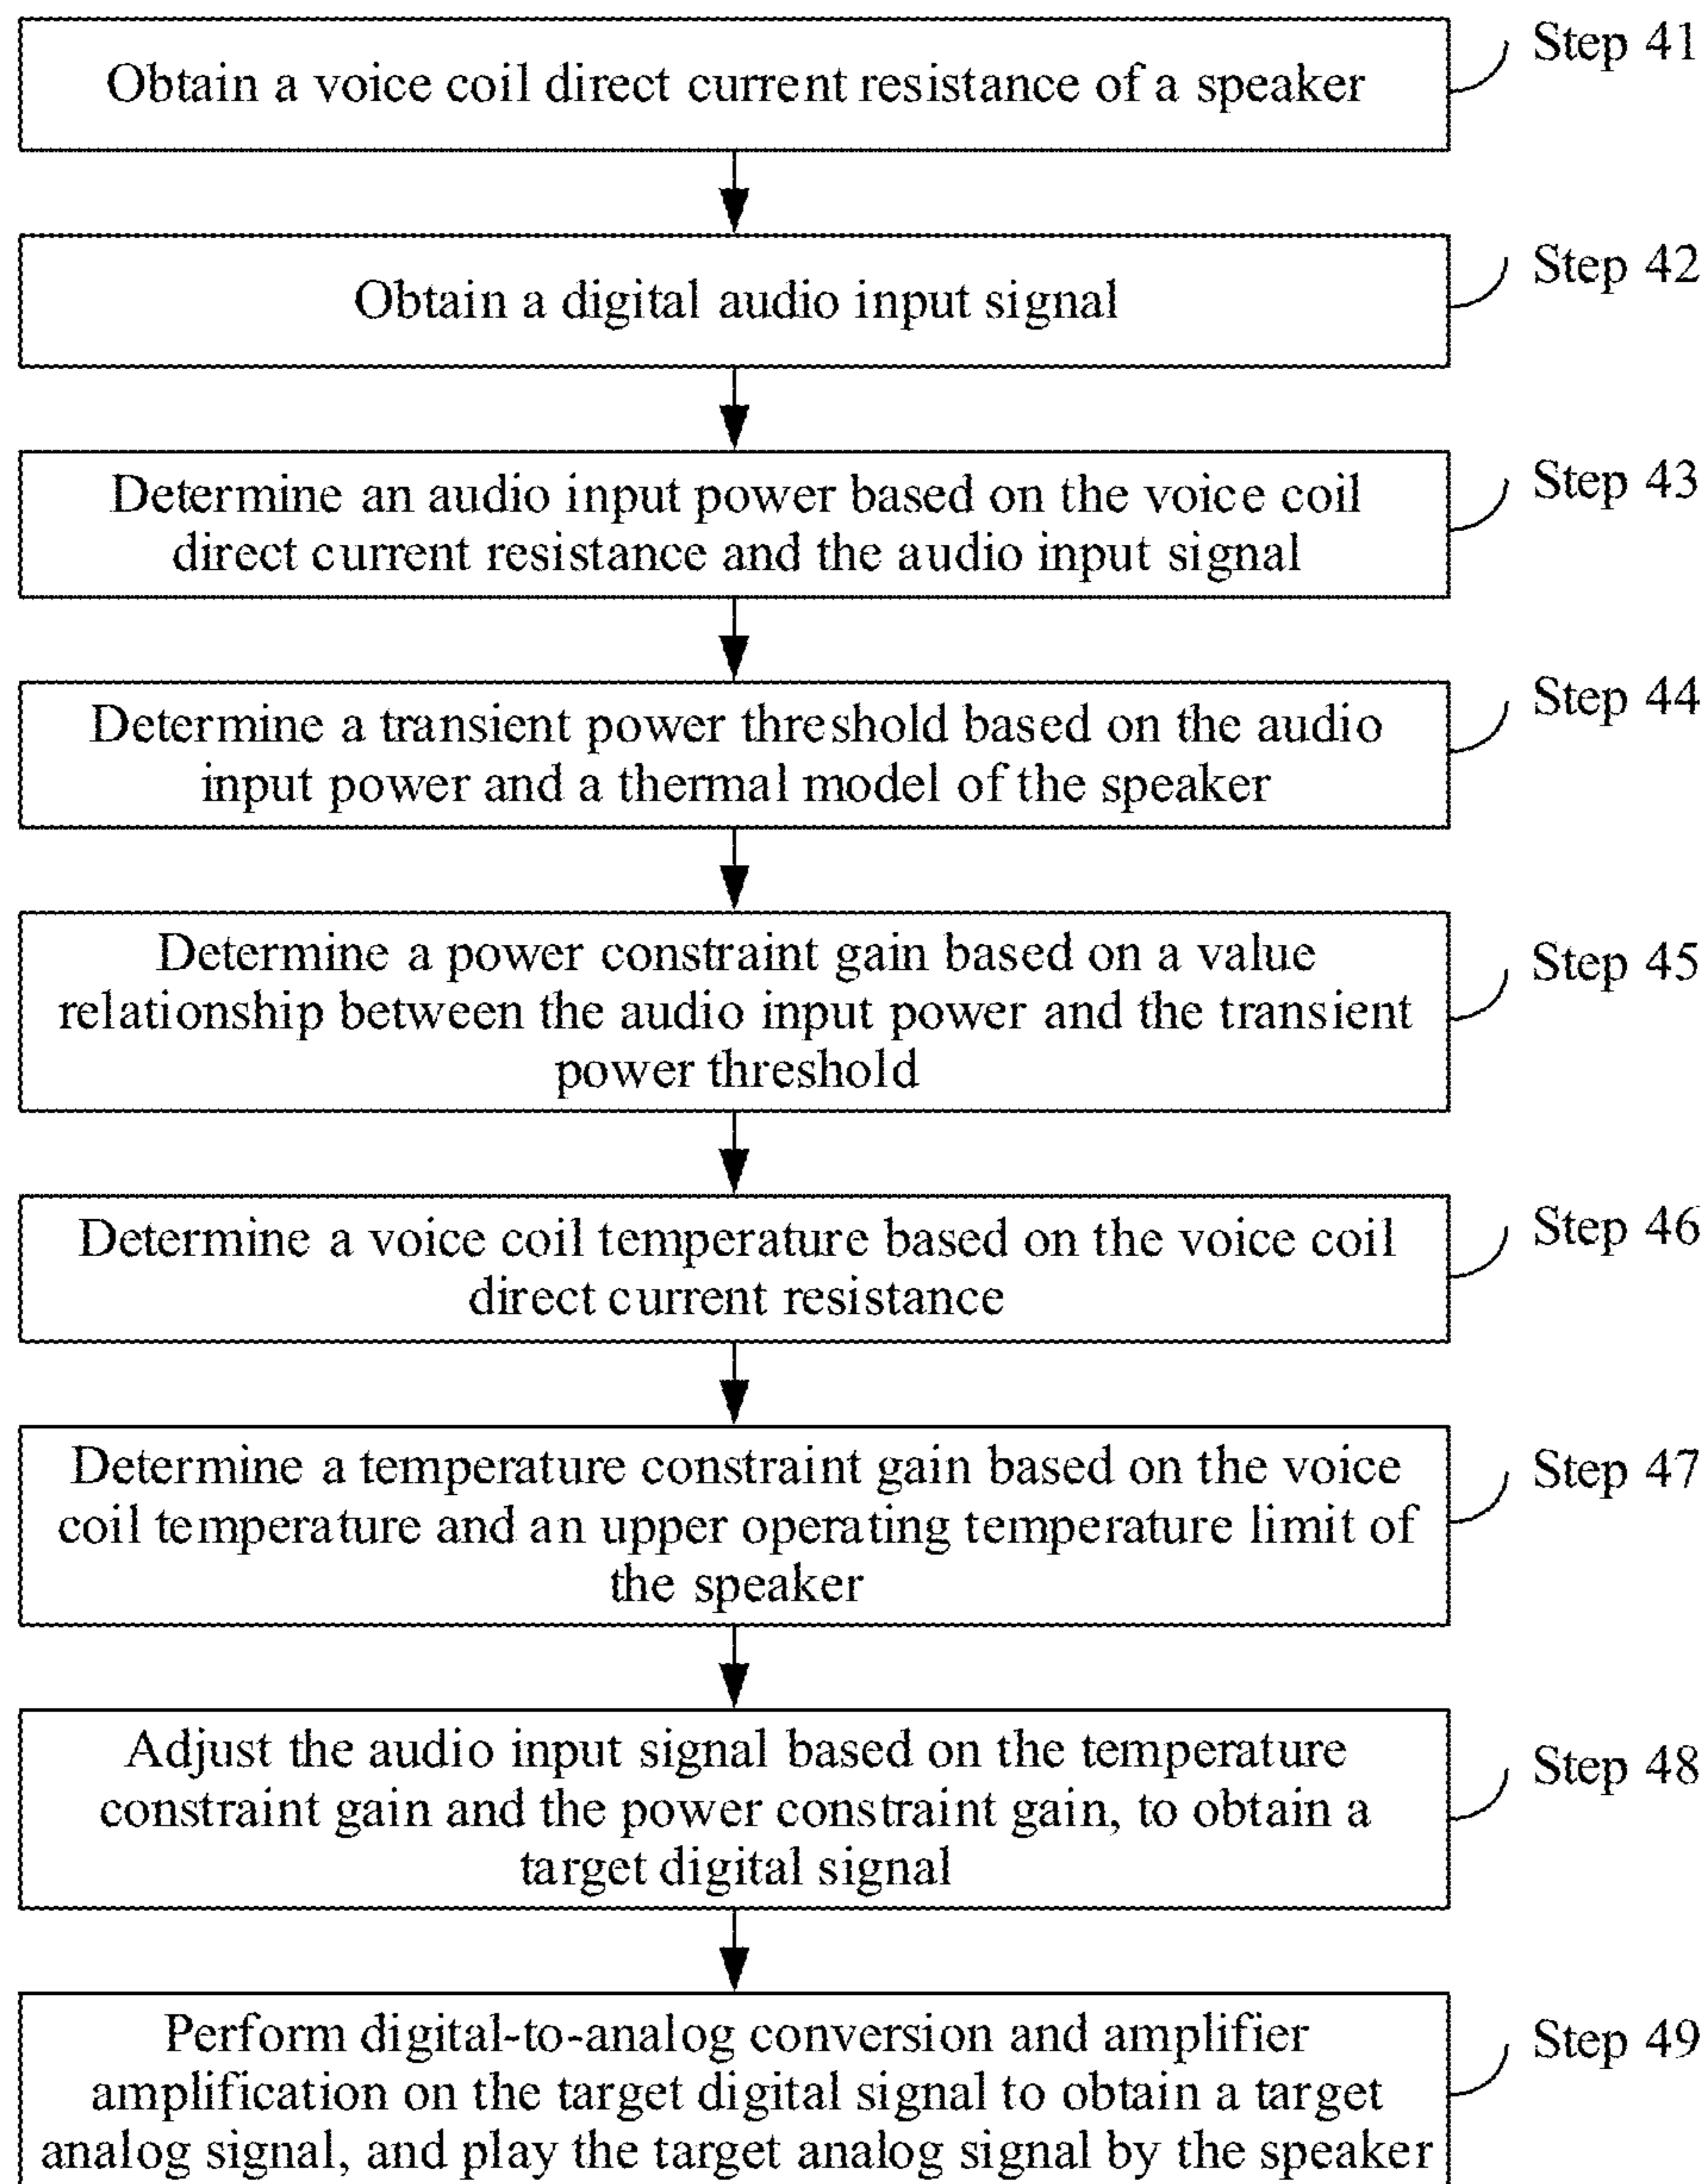 Obtain a voice coil direct current resistance of a speaker
Step 41
Obtain a digital audio input signal
Step 42
Determine an audio input power based on the voice coil
direct current resistance and the audio input signal
Step 43
Determine a transient power threshold based on the audio
input power and a thermal model of the speaker
Step 44
Determine a power constraint gain based on a value
relationship between the audio input power and the transient
power threshold
Step 45
Determine a voice coil temperature based on the voice coil
direct current resistance
Step 46
Determine a temperature constraint gain based on the voice
coil temperature and an upper operating temperature limit of
the speaker
Step 47
Adjust the audio input signal based on the temperature
constraint gain and the power constraint gain, to obtain a
target digital signal
Step 48
Perform digital-to-analog conversion and amplifier
amplification on the target digital signal to obtain a target
analog signal, and play the target analog signal by the speaker
Step 49